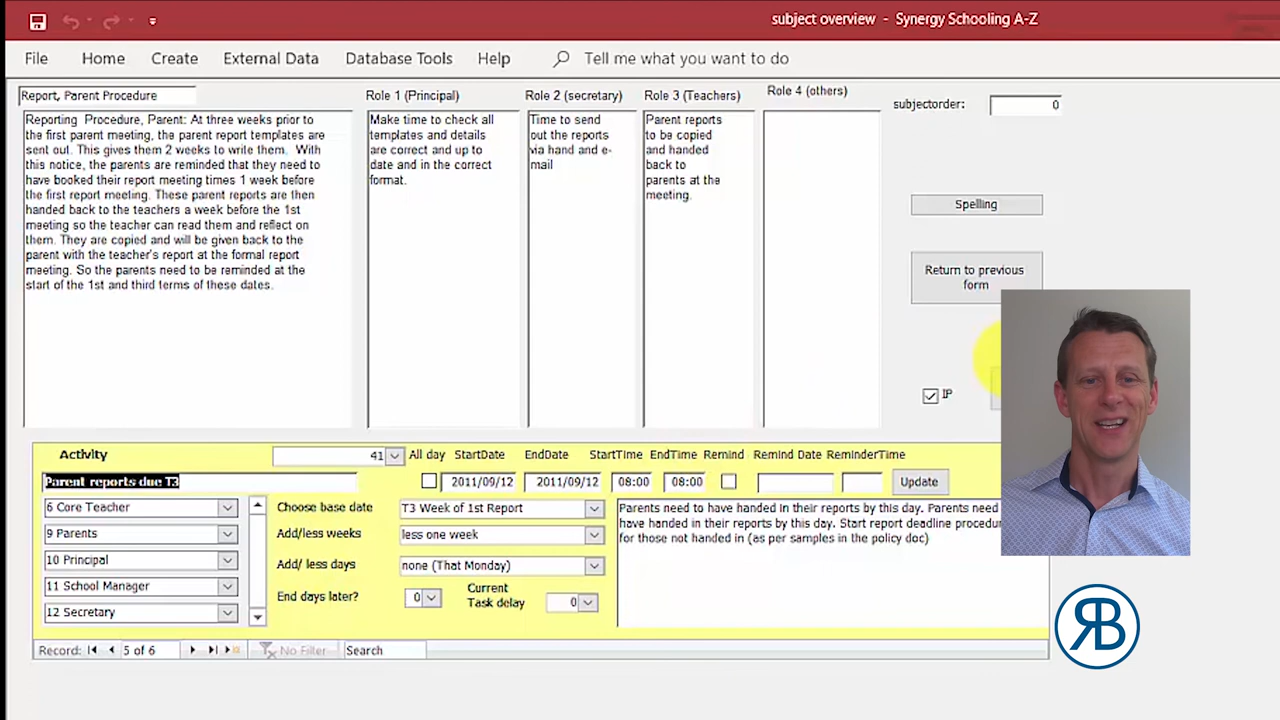 subject overview - Synergy Schooling A-Z
File Home Create External Data Database Tools Help Tell me what you want to do
Report, Parent Procedure
Role 1 (Principal)
Role 2 (secretary)
Role 3 (Teachers)
Role 4 (others)
subjectorder:
0
Reporting Procedure, Parent: At three weeks prior to
the first parent meeting, the parent report templates are
sent out. This gives them 2 weeks to write them. With
this notice, the parents are reminded that they need to
have booked their report meeting times 1 week before
the first report meeting. These parent reports are then
handed back to the teachers a week before the 1st
meeting so the teacher can read them and reflect on
them. They are copied and will be given back to the
parent with the teacher's report at the formal report
meeting. So the parents need to be reminded at the
start of the 1st and third terms of these dates.
Make time to check all
templates and details
are correct and up to
date and in the correct
format.
Time to send
out the reports
via hand and e-
mail
Parent reports
to be copied
and handed
back to
parents at the
meeting.
Spelling
Return to previous
form
IP
Activity
41
All day StartDate EndDate StartTime EndTime Remind Remind Date ReminderTime
Parent reports due T3
2011/09/12 2011/09/12 08:00 08:00
Update
6 Core Teacher
9 Parents
10 Principal
11 School Manager
12 Secretary
Choose base date T3 Week of 1st Report
Add/less weeks less one week
Add/ less days none (That Monday)
End days later? 0
Current
Task delay 0
Parents need to have handed in their reports by this day. Parents need
have handed in their reports by this day. Start report deadline
for those not handed in (as per samples in the policy doc)
Record: 5 of 6 No Filter Search
RB